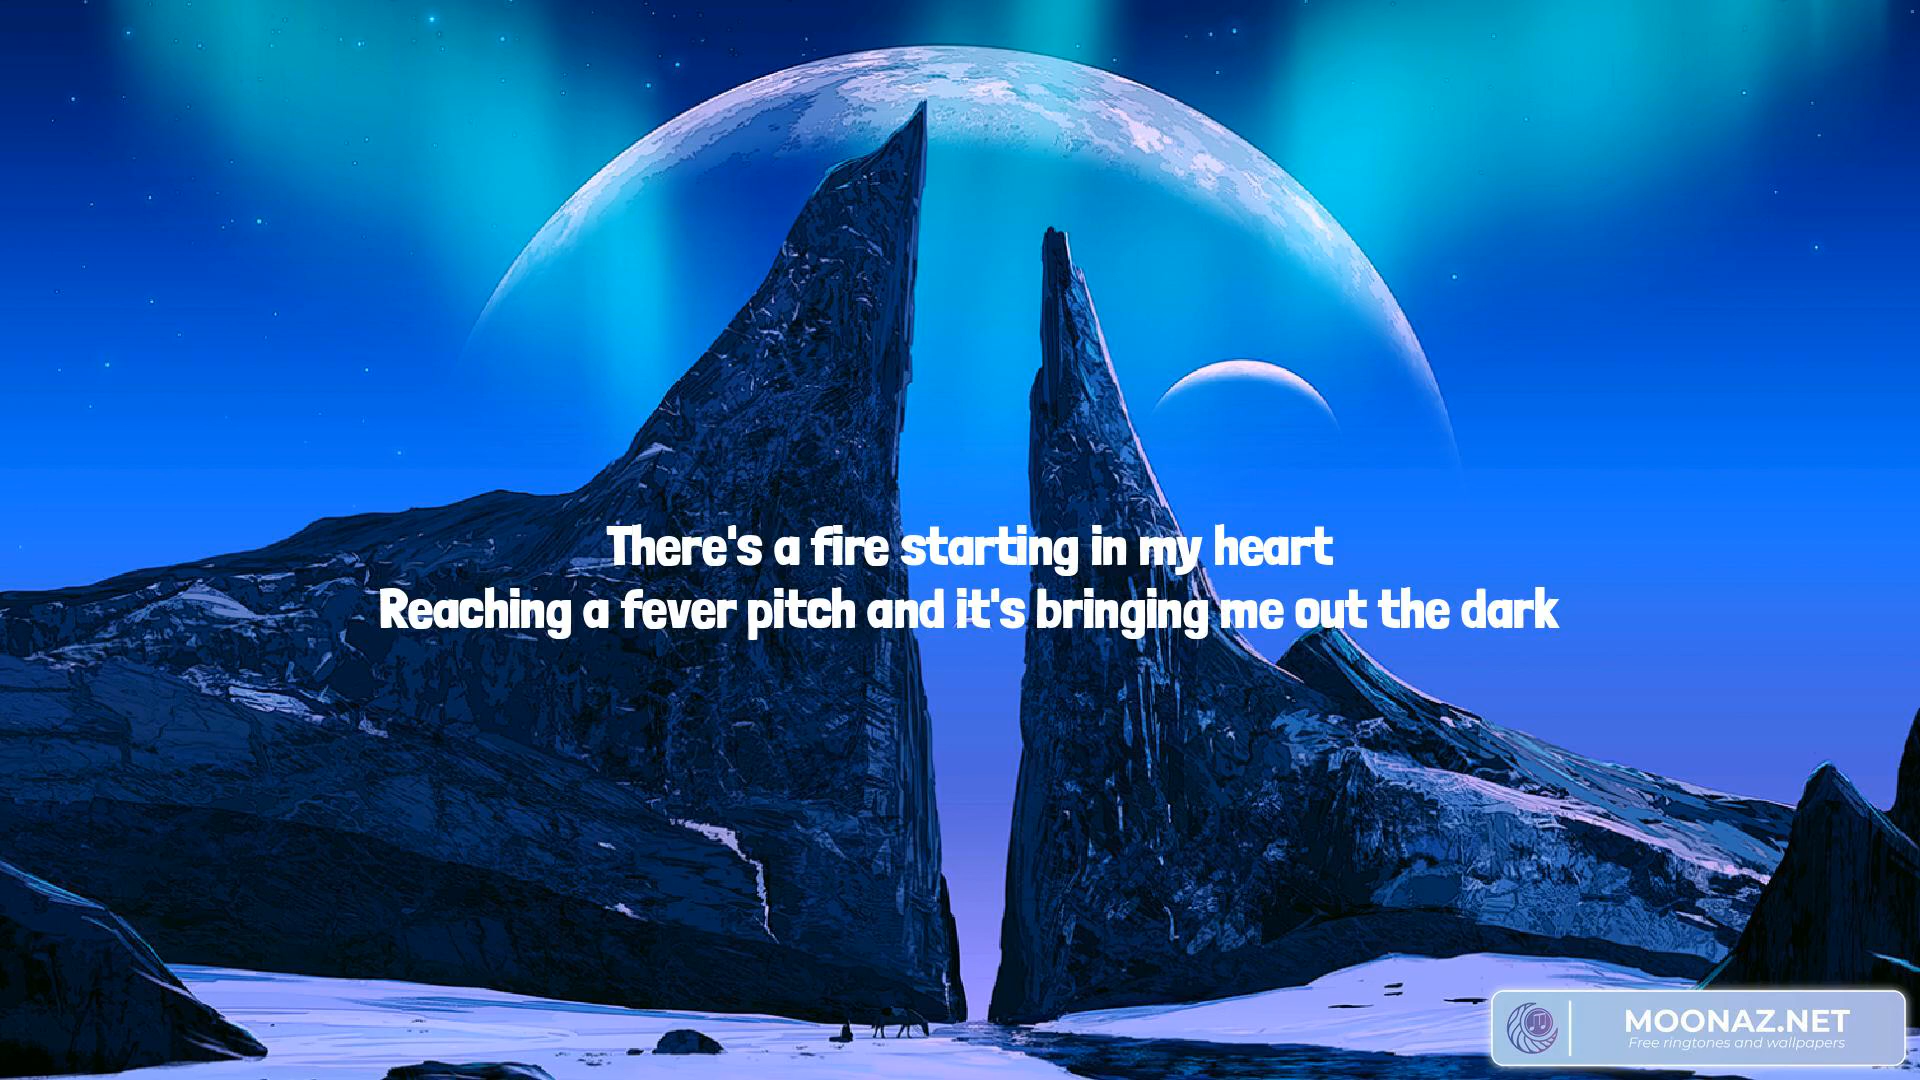 There's a fire starting in my heart
Reaching a fever pitch and it's bringing me out the dark
MOONAZ.NET
Free ringtones and wallpapers